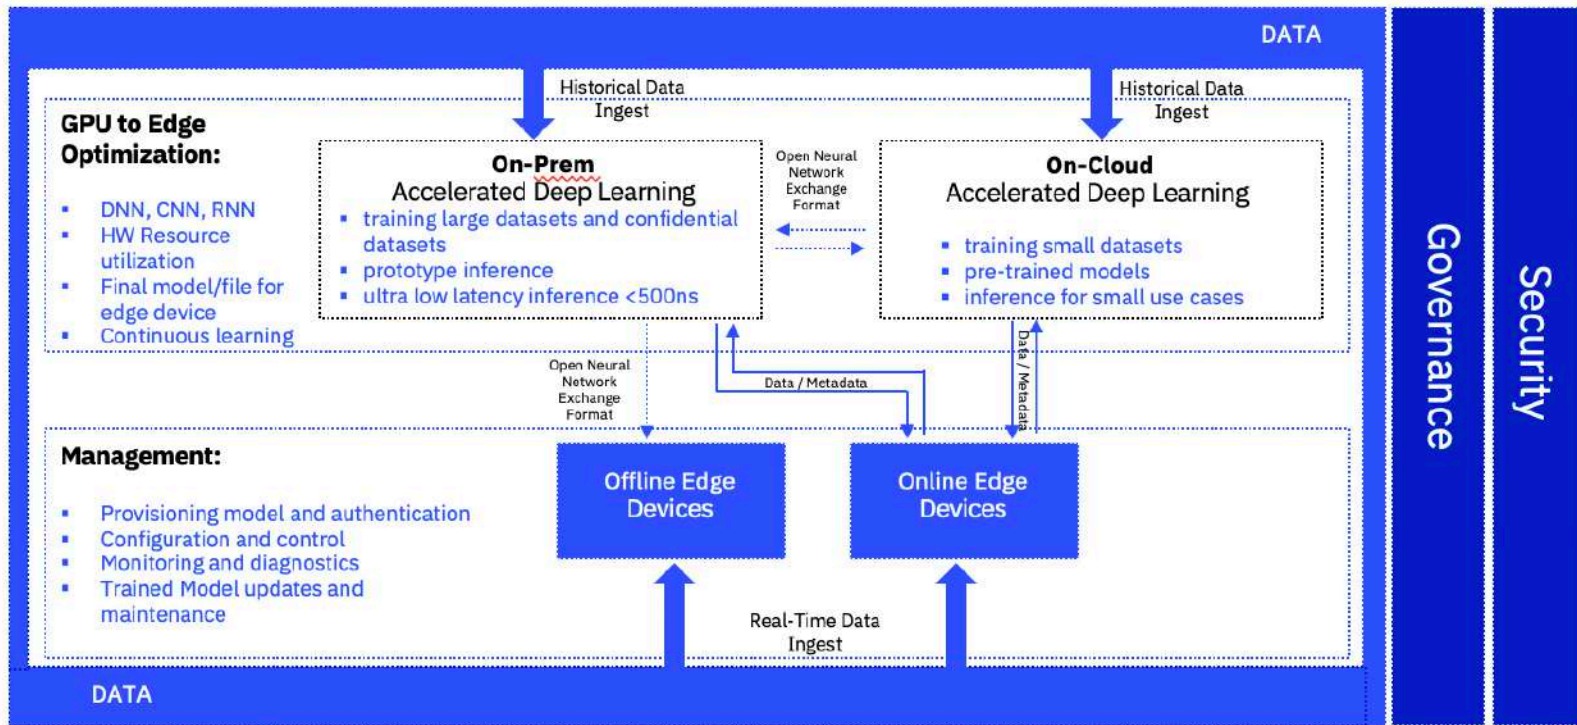 DATA
Historical Data
Ingest
Historical Data
Ingest
GPU to Edge
Optimization:
▪ DNN, CNN, RNN
▪ HW Resource
utilization
▪ Final model/file for
edge device
▪ Continuous learning
On-Prem
Accelerated Deep Learning
▪ training large datasets and confidential
datasets
▪ prototype inference
▪ ultra low latency inference <500ns
Open Neural
Network
Exchange
Format
On-Cloud
Accelerated Deep Learning
▪ training small datasets
▪ pre-trained models
▪ inference for small use cases
Open Neural
Network
Exchange
Format
Data / Metadata
Data / Metadata
Management:
▪ Provisioning model and authentication
▪ Configuration and control
▪ Monitoring and diagnostics
▪ Trained Model updates and
maintenance
Offline Edge
Devices
Online Edge
Devices
Real-Time Data
Ingest
DATA
Governance
Security